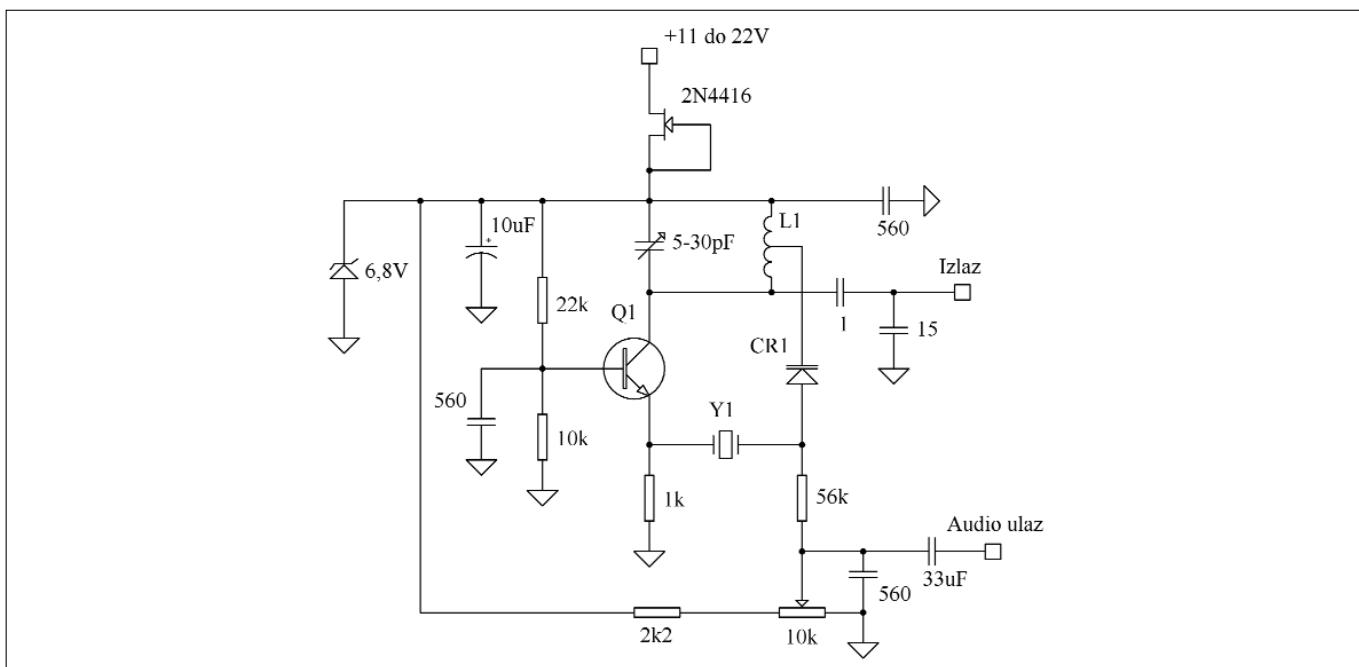 +11 do 22V
2N4416
10uF
+
5-30pF
L1
560
6,8V
22k
Izlaz
Q1
1
15
CR1
560
10k
Y1
1k
56k
Audio ulaz
33uF
560
2k2
10k